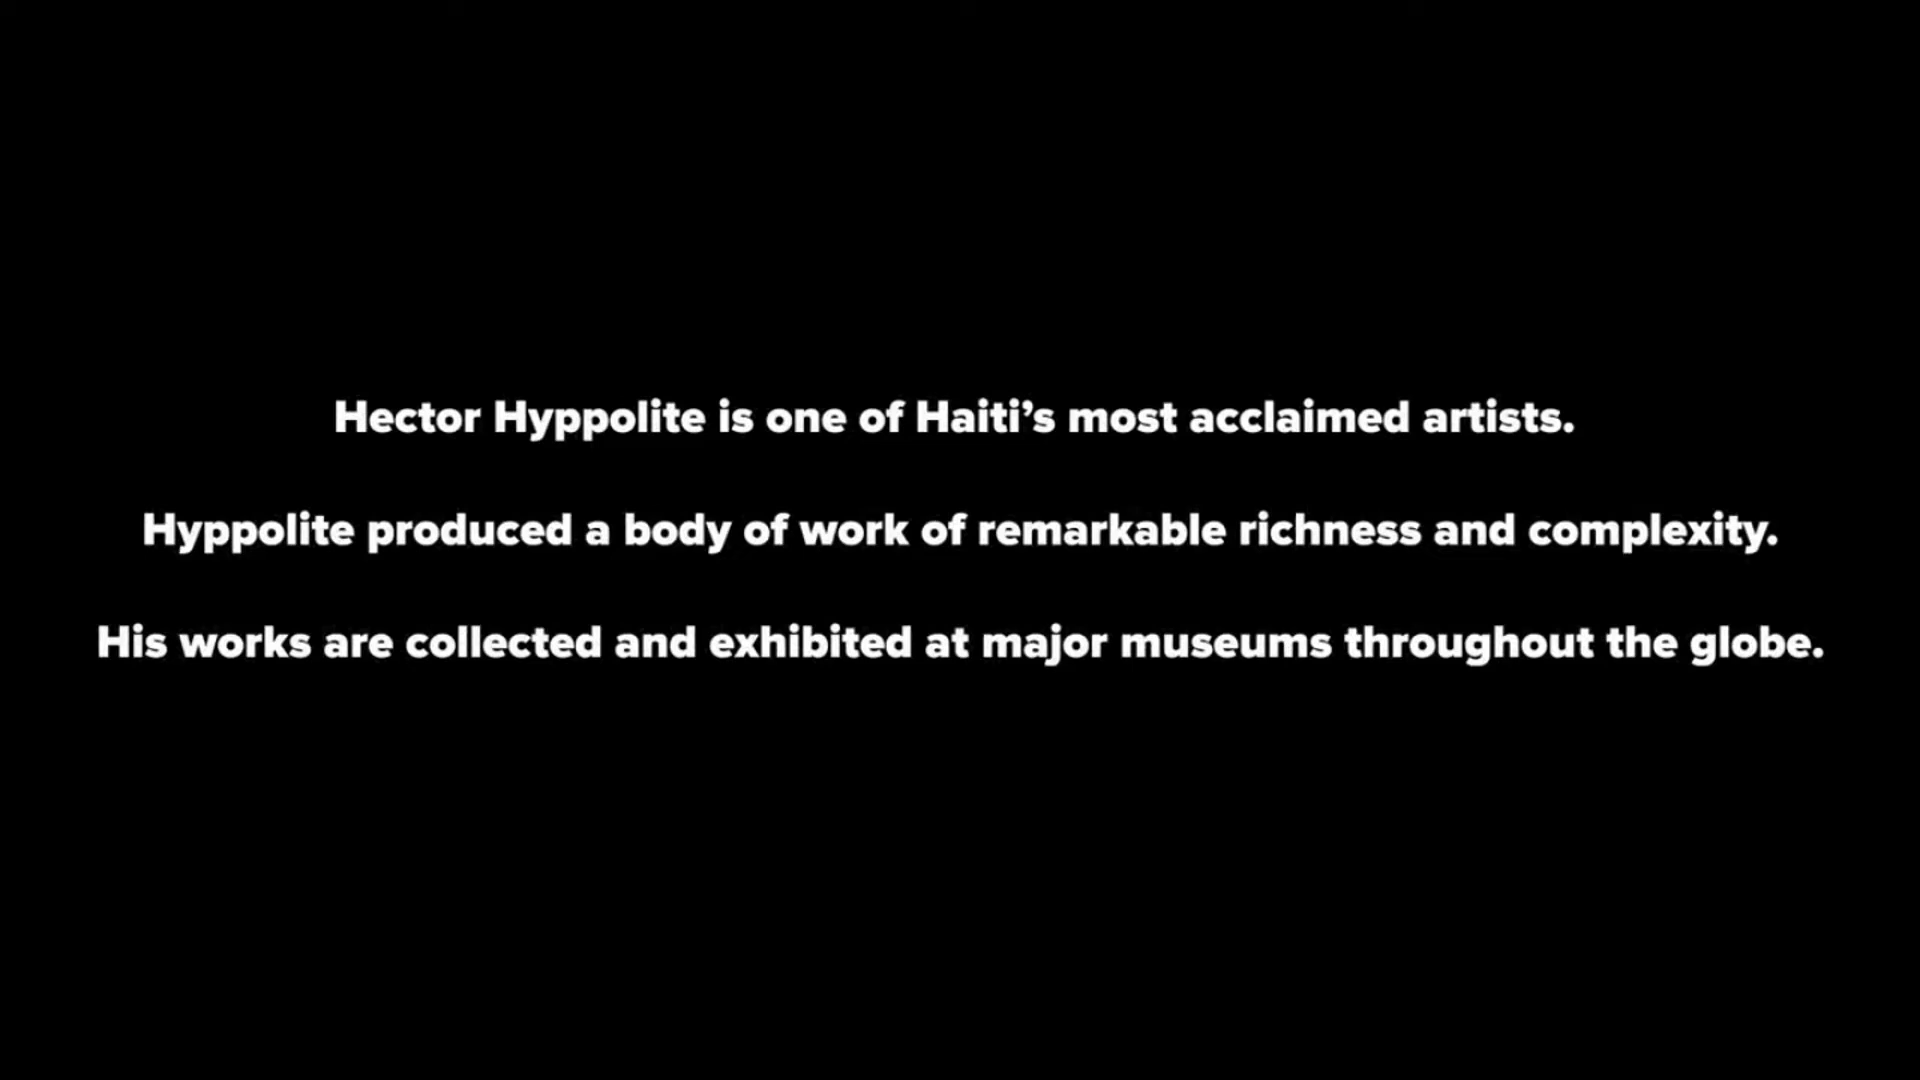 Hector Hyppolite is one of Haiti’s most acclaimed artists.
Hyppolite produced a body of work of remarkable richness and complexity.
His works are collected and exhibited at major museums throughout the globe.